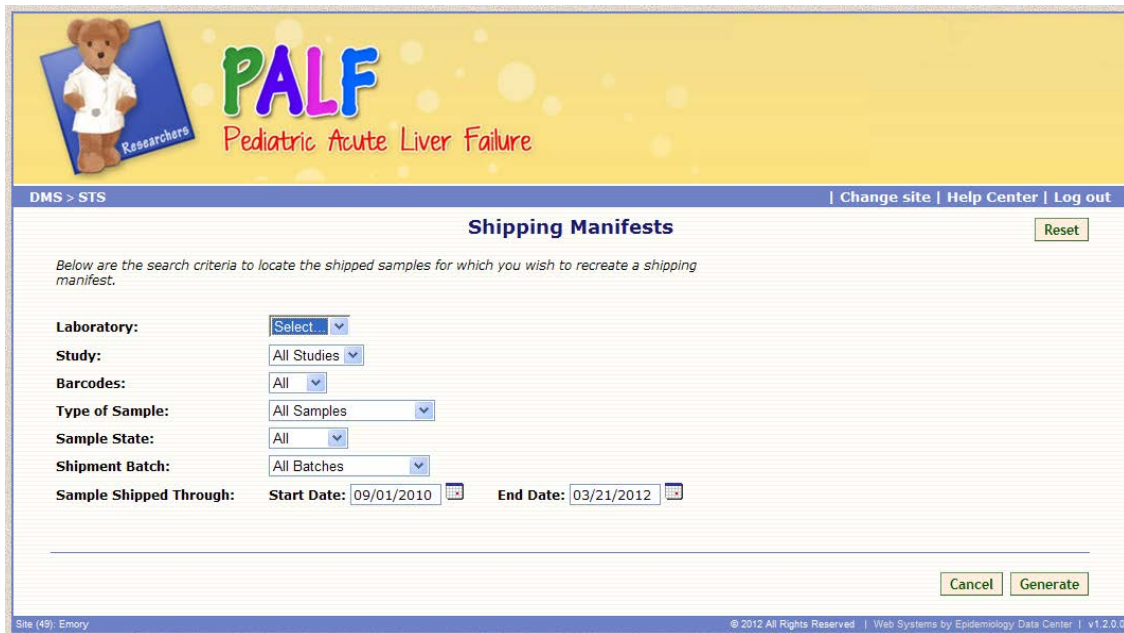 Researchers
PALF
Pediatric Acute Liver Failure
DMS > STS | Change site | Help Center | Log out
Shipping Manifests
Reset
Below are the search criteria to locate the shipped samples for which you wish to recreate a shipping
manifest.
Laboratory: Select...
Study: All Studies
Barcodes: All
Type of Sample: All Samples
Sample State: All
Shipment Batch: All Batches
Sample Shipped Through: Start Date: 09/01/2010 End Date: 03/21/2012
Cancel Generate
Site (49): Emory © 2012 All Rights Reserved | Web Systems by Epidemiology Data Center | v1.2.0.0